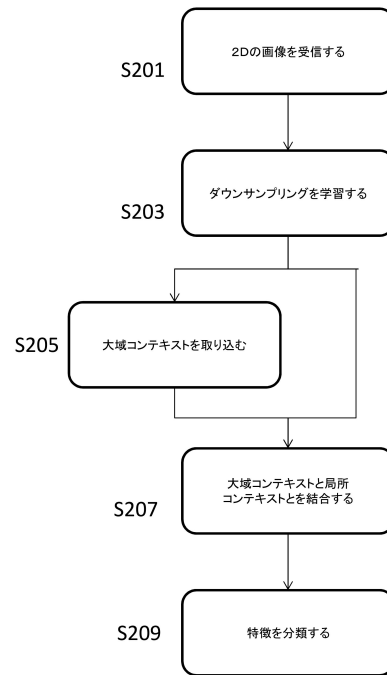 S201
2Dの画像を受信する
S203
ダウンサンプリングを学習する
S205
大域コンテキストを取り込む
S207
大域コンテキストと局所
コンテキストとを結合する
S209
特徴を分類する